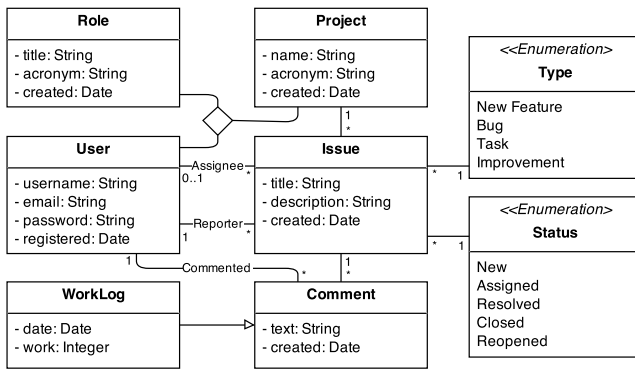 Role
- title: String
- acronym: String
- created: Date
Project
- name: String
- acronym: String
- created: Date
<<Enumeration>>
Type
New Feature
Bug
Task
Improvement
1
*
User
- username: String
- email: String
- password: String
- registered: Date
Assignee
0..1
*
Reporter
1
*
Issue
- title: String
- description: String
- created: Date
*
1
*
1
<<Enumeration>>
Status
New
Assigned
Resolved
Closed
Reopened
1
Commented
*
1
*
WorkLog
- date: Date
- work: Integer
Comment
- text: String
- created: Date